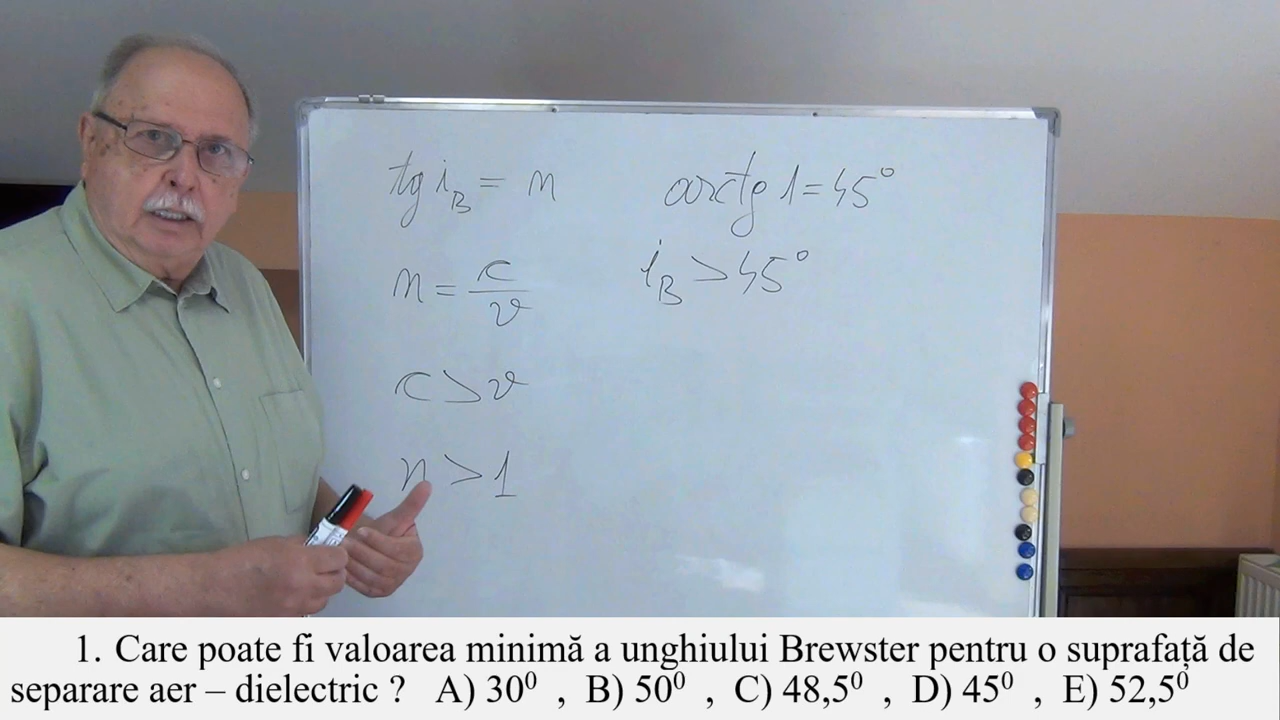 tg i_B = n
n = c/v
c > v
n > 1
arctg 1 = 45°
i_B > 45°
1. Care poate fi valoarea minimă a unghiului Brewster pentru o suprafață de
separare aer – dielectric ? A) 30⁰ , B) 50⁰ , C) 48,5⁰ , D) 45⁰ , E) 52,5⁰